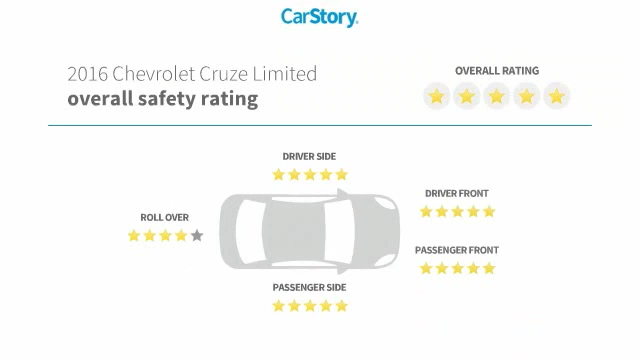 CarStory.
2016 Chevrolet Cruze Limited
overall safety rating
OVERALL RATING
DRIVER SIDE
DRIVER FRONT
ROLL OVER
PASSENGER FRONT
PASSENGER SIDE